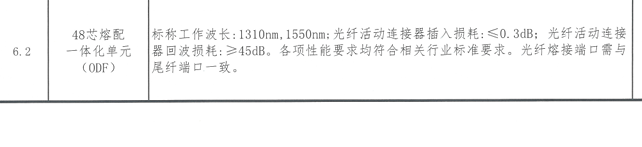 6.2
48芯熔配
一体化单元
（ODF）
标称工作波长:1310nm,1550nm;光纤活动连接器插入损耗:≤0.3dB；光纤活动连接
器回波损耗:≥45dB。各项性能要求均符合相关行业标准要求。光纤熔接端口需与
尾纤端口一致。